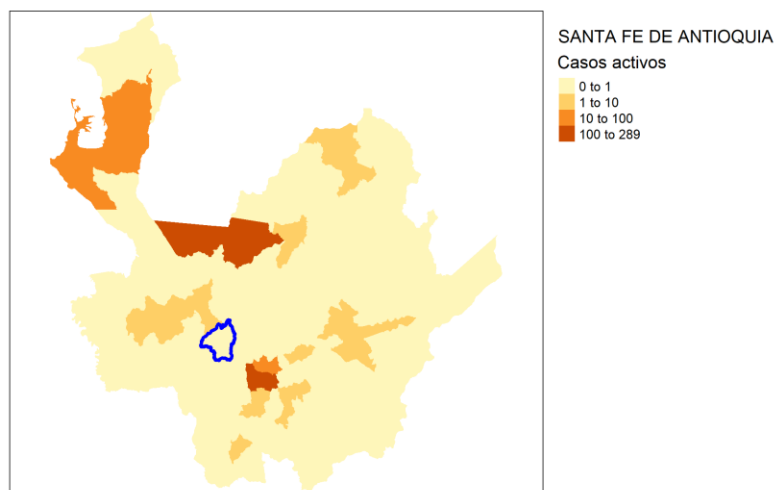 SANTA FE DE ANTIOQUIA
Casos activos
0 to 1
1 to 10
10 to 100
100 to 289